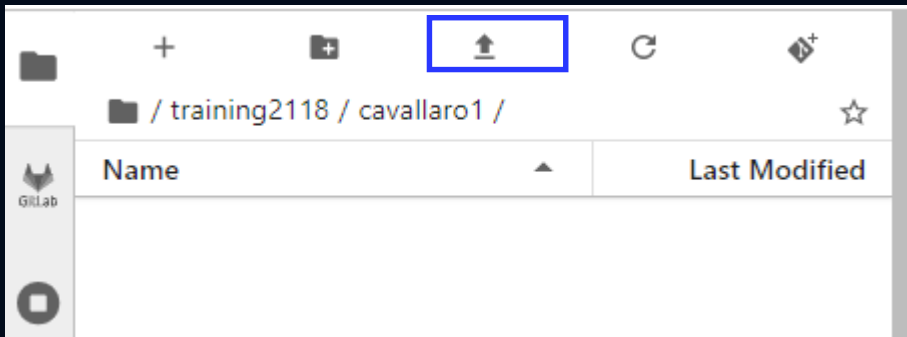 / training2118 / cavallaro1 /
Name Last Modified
GitLab